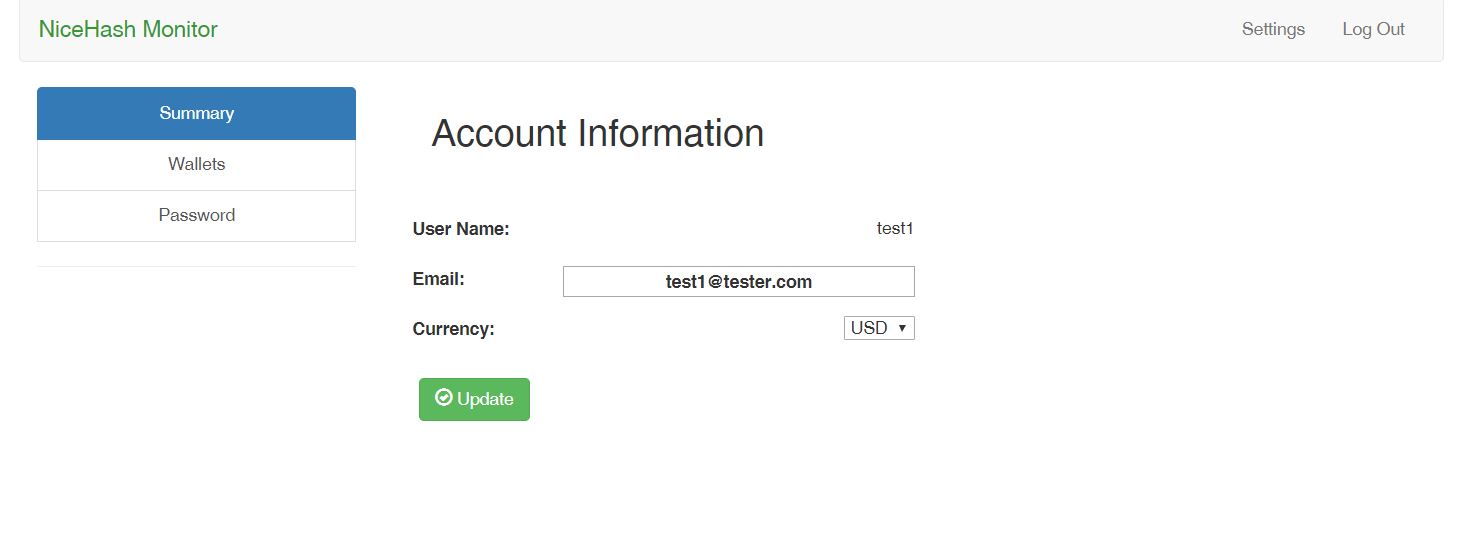 NiceHash Monitor Settings Log Out
Summary
Wallets
Password
Account Information
User Name: test1
Email: test1@tester.com
Currency: USD
Update